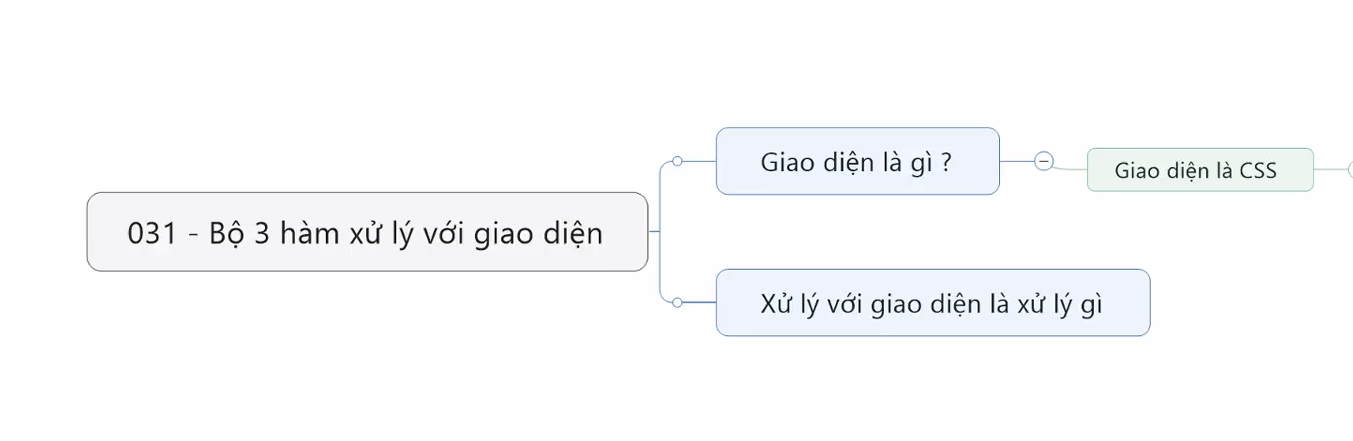 Giao diện là gì ?
Giao diện là CSS
031 - Bộ 3 hàm xử lý với giao diện
Xử lý với giao diện là xử lý gì